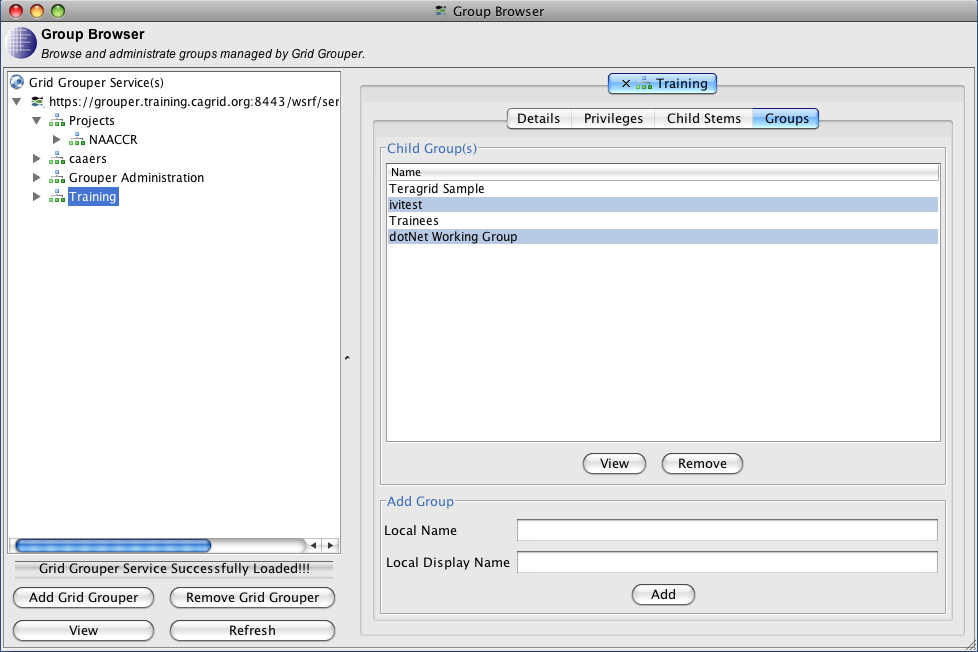 Group Browser
Group Browser
Browse and administrate groups managed by Grid Grouper.
Grid Grouper Service(s)
https://grouper.training.cagrid.org:8443/wsrf/ser
Projects
NAACCR
caaers
Grouper Administration
Training
Grid Grouper Service Successfully Loaded!!!
Add Grid Grouper
Remove Grid Grouper
View
Refresh
Training
Details
Privileges
Child Stems
Groups
Child Group(s)
Name
Teragrid Sample
ivitest
Trainees
dotNet Working Group
View
Remove
Add Group
Local Name
Local Display Name
Add